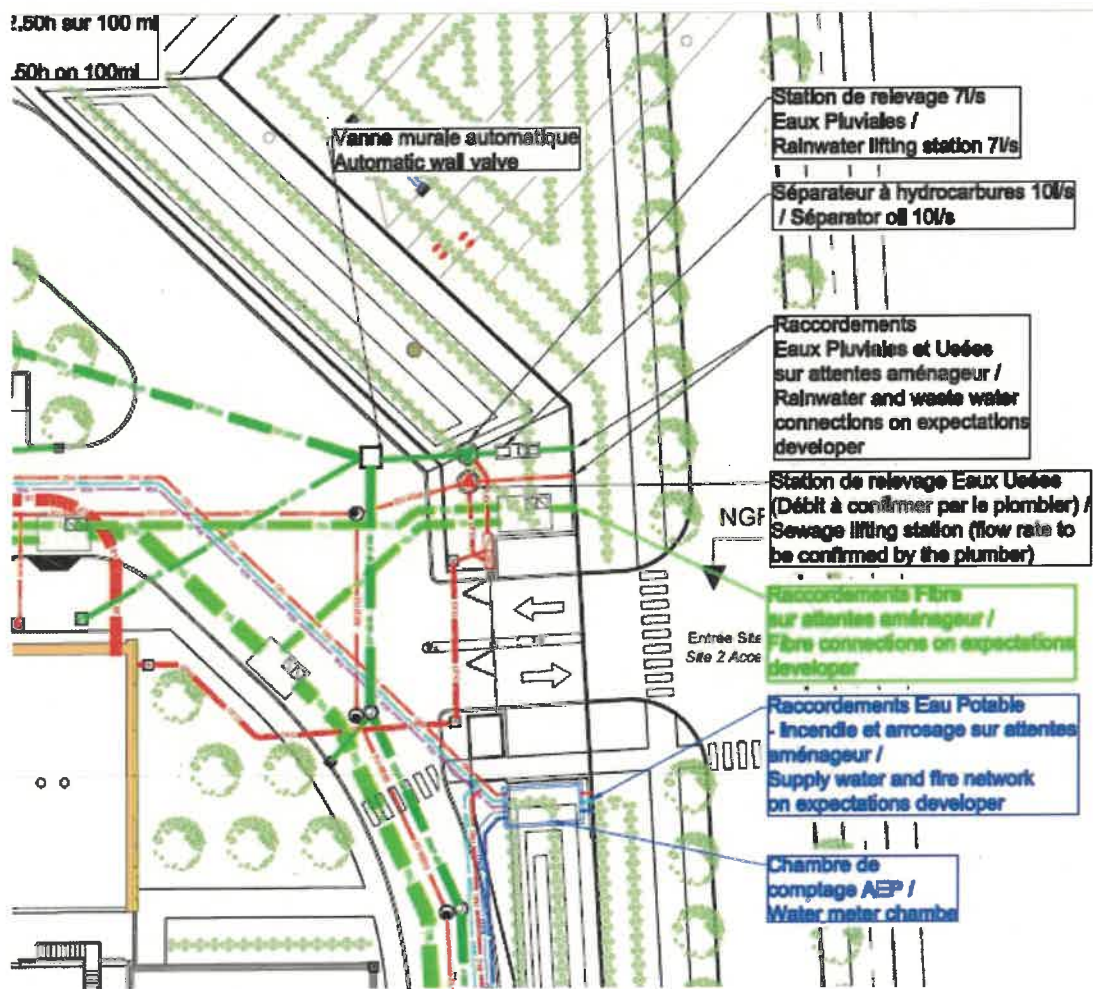 2.50h sur 100 ml
.50h on 100ml
Vanne murale automatique
Automatic wall valve
Station de relevage 7l/s
Eaux Pluviales /
Rainwater lifting station 7l/s
Séparateur à hydrocarbures 10l/s
/ Séparator oil 10l/s
Raccordements
Eaux Pluviales et Usées
sur attentes aménageur /
Rainwater and waste water
connections on expectations
developer
Station de relevage Eaux Usées
(Débit à confirmer par le plombier) /
Sewage lifting station (flow rate to
be confirmed by the plumber)
NGF
Raccordements Fibre
sur attentes aménageur /
Fibre connections on expectations
developer
Entrée Site
Site 2 Acce
Raccordements Eau Potable
- Incendie et arrosage sur attentes
aménageur /
Supply water and fire network
on expectations developer
Chambre de
comptage AEP /
Water meter chambe